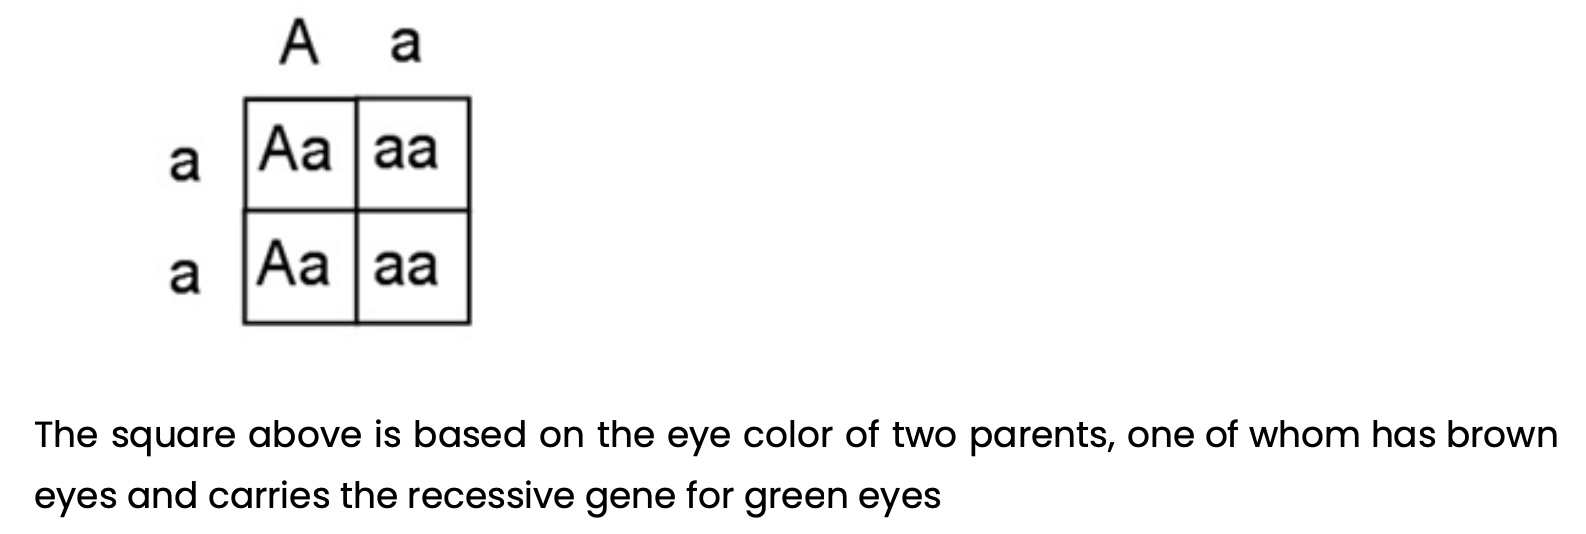 A a
a Aa aa
a Aa aa
The square above is based on the eye color of two parents, one of whom has brown
eyes and carries the recessive gene for green eyes